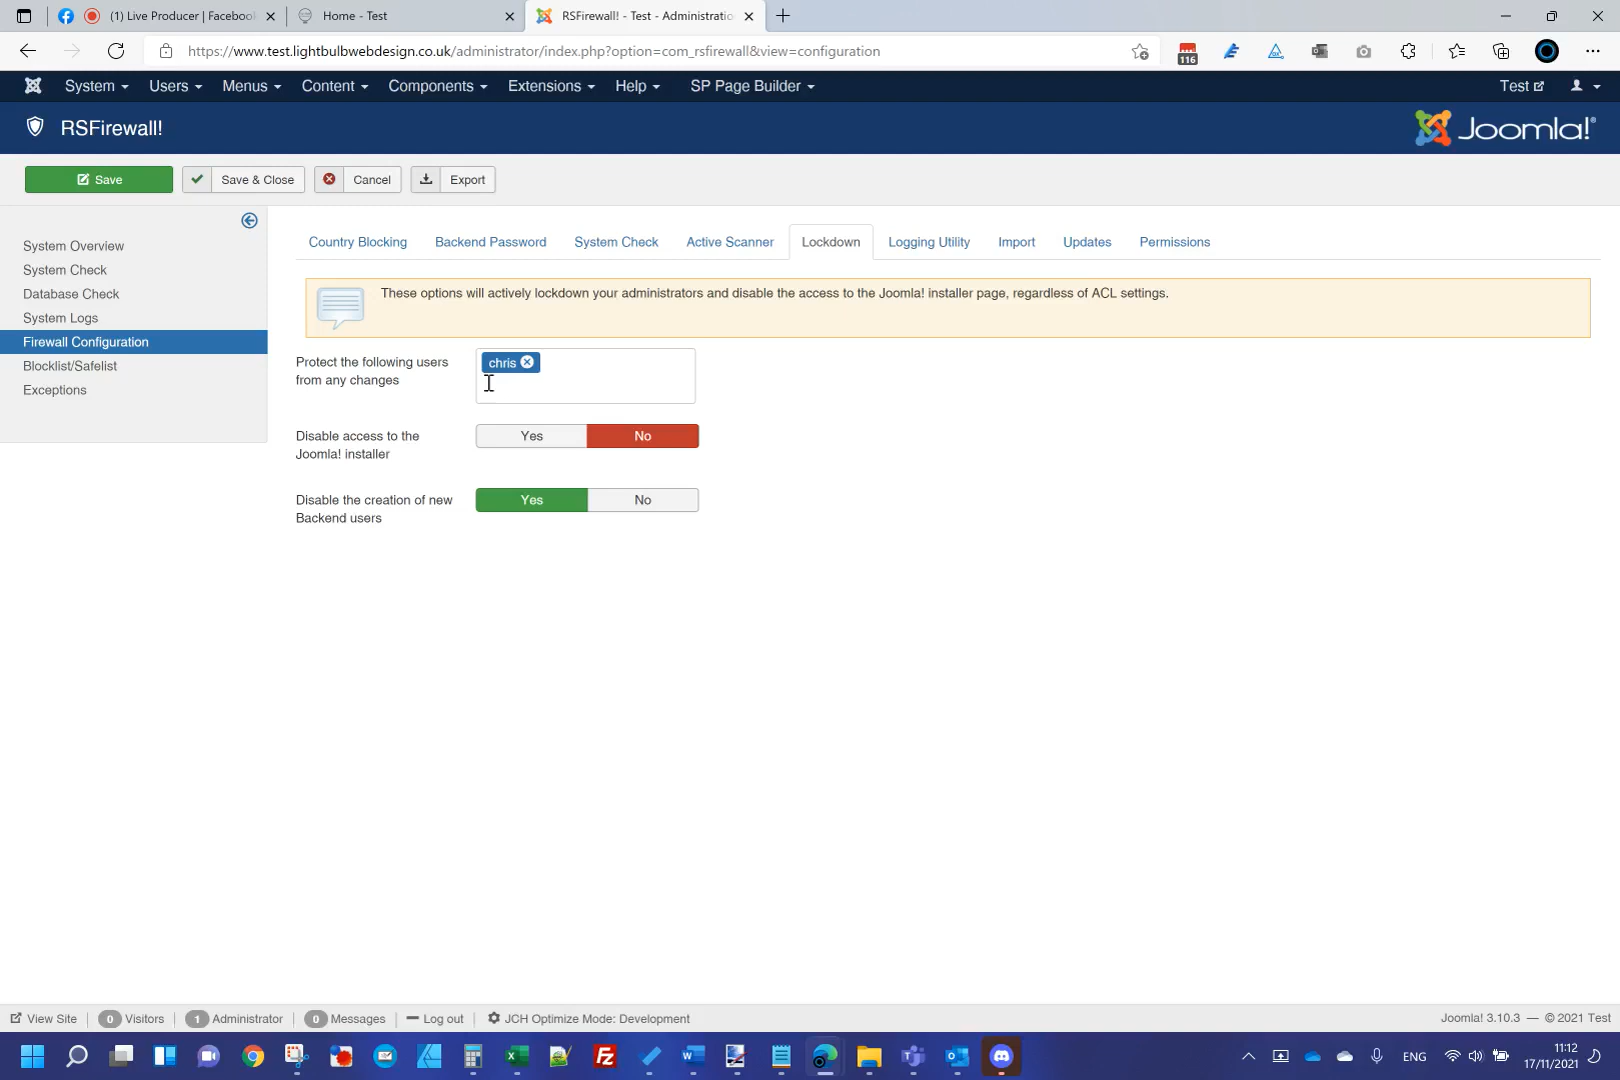 (1) Live Producer | Facebook
Home - Test
RSFirewall! - Test - Administratio
https://www.test.lightbulbwebdesign.co.uk/administrator/index.php?option=com_rsfirewall&view=configuration
116
System Users Menus Content Components Extensions Help SP Page Builder Test
RSFirewall!
Joomla!
Save Save & Close Cancel Export
System Overview
System Check
Database Check
System Logs
Firewall Configuration
Blocklist/Safelist
Exceptions
Country Blocking Backend Password System Check Active Scanner Lockdown Logging Utility Import Updates Permissions
These options will actively lockdown your administrators and disable the access to the Joomla! installer page, regardless of ACL settings.
Protect the following users
from any changes
chris
Disable access to the
Joomla! installer
Yes No
Disable the creation of new
Backend users
Yes No
View Site 0 Visitors 1 Administrator 0 Messages Log out JCH Optimize Mode: Development Joomla! 3.10.3 — © 2021 Test
ENG
11:12
17/11/2021